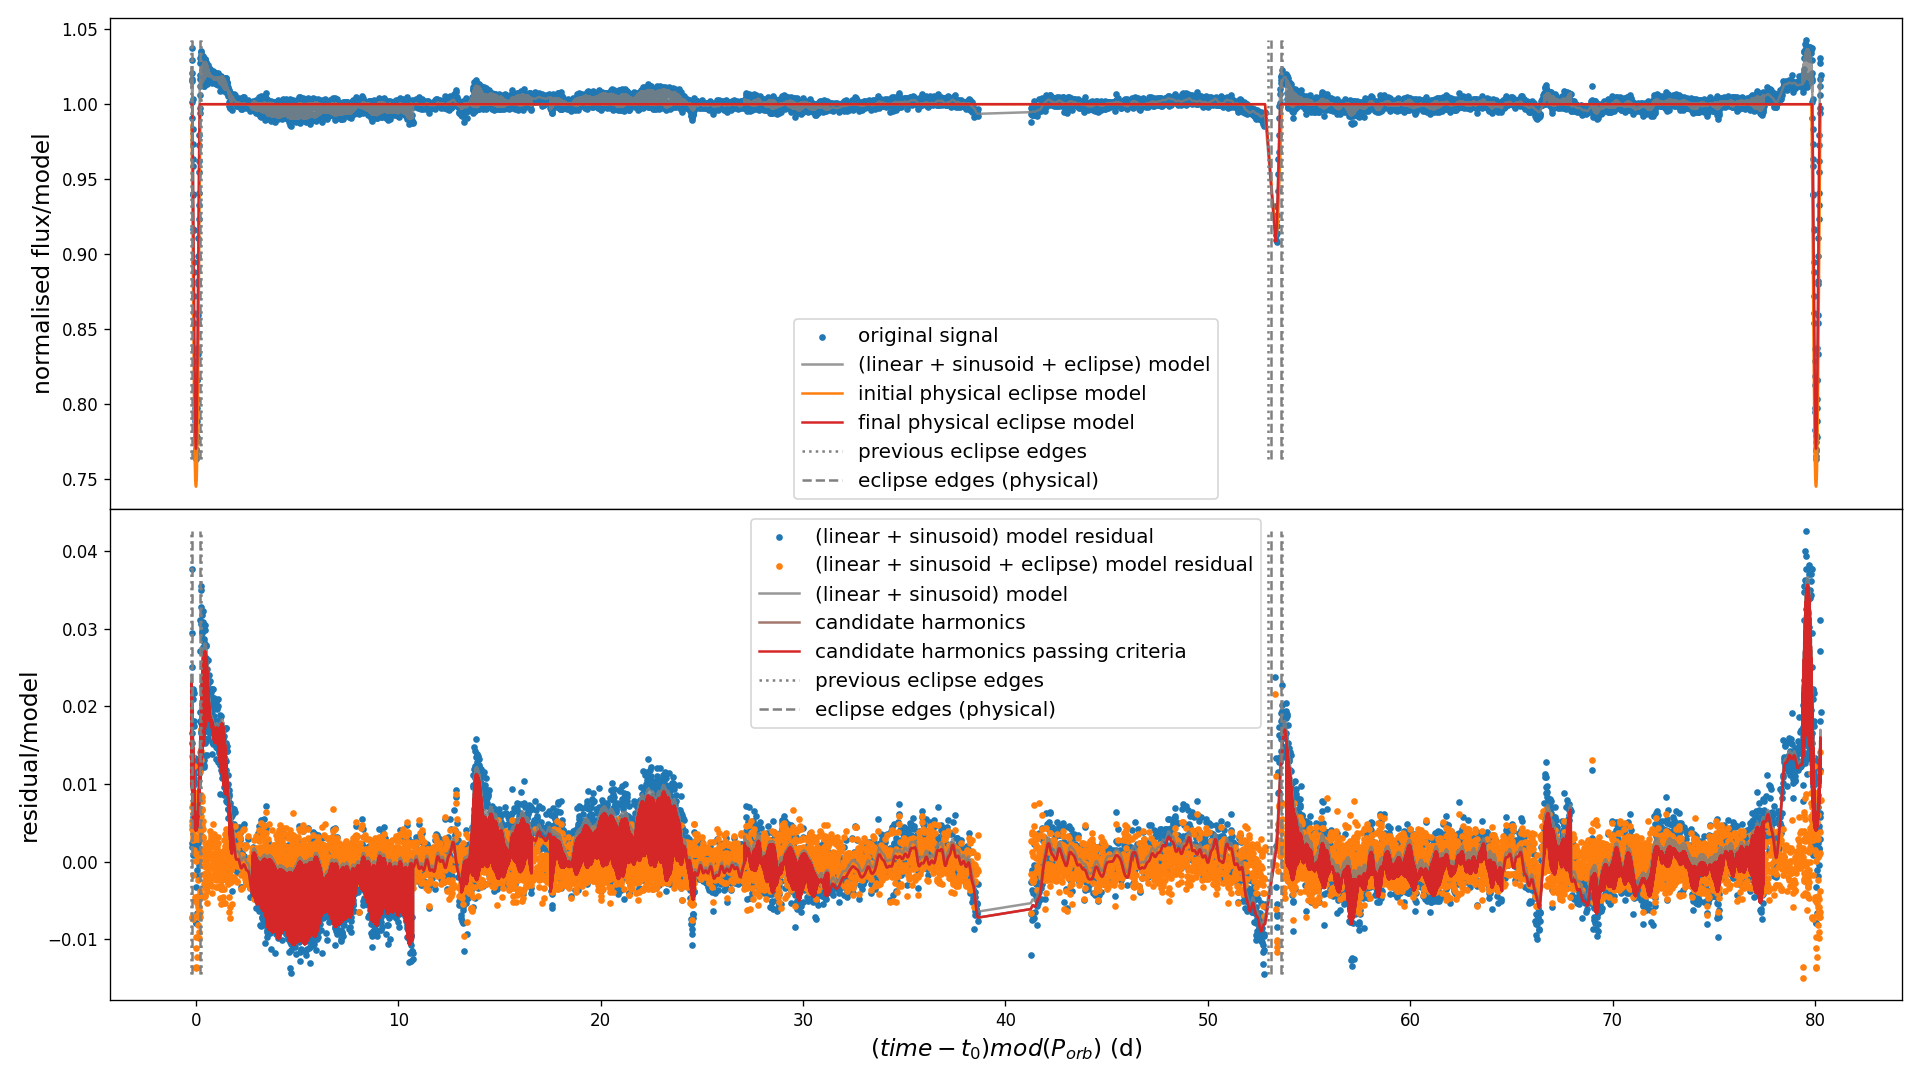 1.05
1.00
0.95
0.90
0.85
0.80
0.75
normalised flux/model
original signal
(linear + sinusoid + eclipse) model
initial physical eclipse model
final physical eclipse model
previous eclipse edges
eclipse edges (physical)
0.04
0.03
0.02
0.01
0.00
−0.01
residual/model
(linear + sinusoid) model residual
(linear + sinusoid + eclipse) model residual
(linear + sinusoid) model
candidate harmonics
candidate harmonics passing criteria
previous eclipse edges
eclipse edges (physical)
0 10 20 30 40 50 60 70 80
(time − t₀)mod(P_orb) (d)